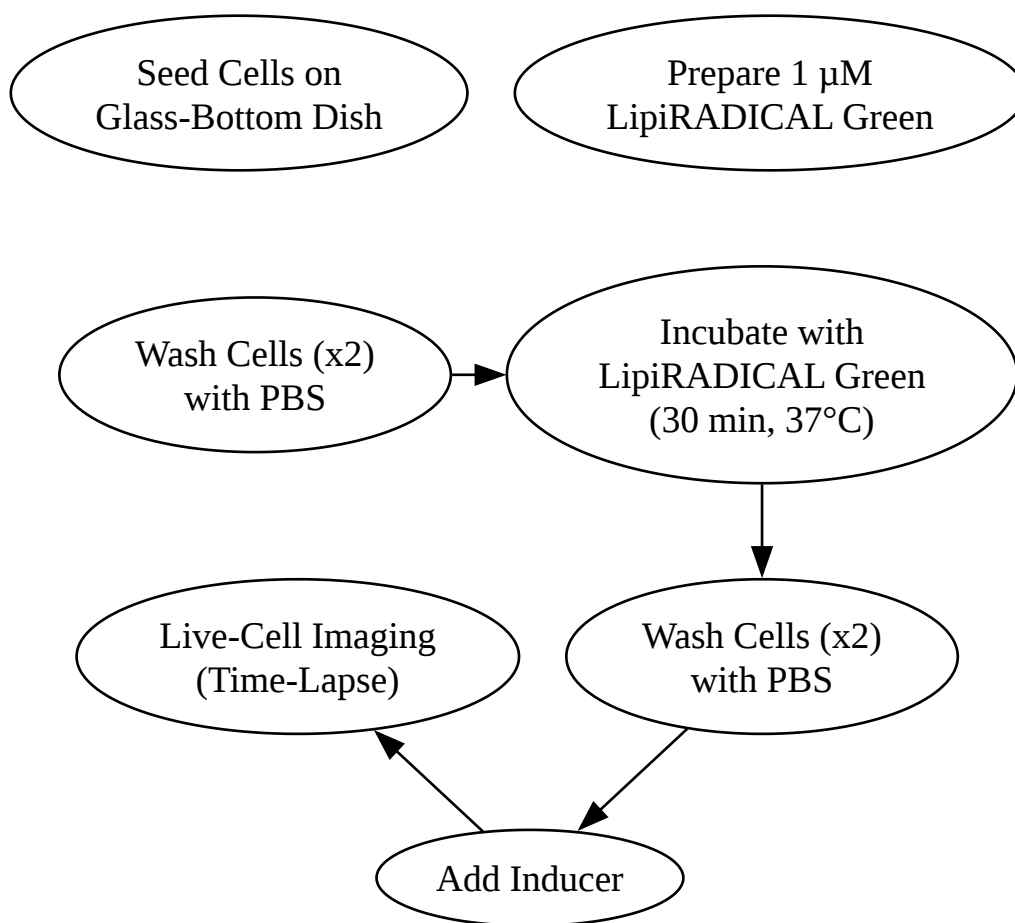 Seed Cells on
Glass-Bottom Dish
Prepare 1 µM
LipiRADICAL Green
Wash Cells (x2)
with PBS
Incubate with
LipiRADICAL Green
(30 min, 37°C)
Live-Cell Imaging
(Time-Lapse)
Wash Cells (x2)
with PBS
Add Inducer